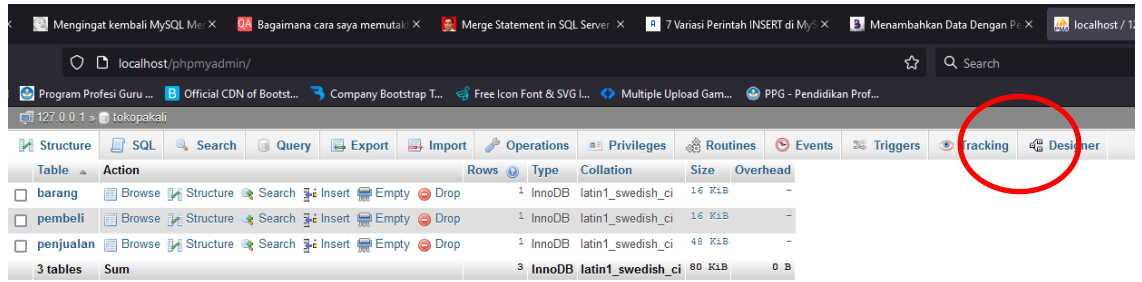 Mengingat kembali MySQL Me Bagaimana cara saya memutak Merge Statement in SQL Server 7 Variasi Perintah INSERT di MyS Menambahkan Data Dengan Pe localhost / 12
localhost/phpmyadmin/ Search
Program Profesi Guru ... Official CDN of Bootst... Company Bootstrap T... Free Icon Font & SVG I... Multiple Upload Gam... PPG - Pendidikan Prof...
127.0.0.1 » tokopakali
Structure SQL Search Query Export Import Operations Privileges Routines Events Triggers Tracking Designer
Table Action Rows Type Collation Size Overhead
barang Browse Structure Search Insert Empty Drop 1 InnoDB latin1_swedish_ci 16 KiB -
pembeli Browse Structure Search Insert Empty Drop 1 InnoDB latin1_swedish_ci 16 KiB -
penjualan Browse Structure Search Insert Empty Drop 1 InnoDB latin1_swedish_ci 48 KiB -
3 tables Sum 3 InnoDB latin1_swedish_ci 80 KiB 0 B